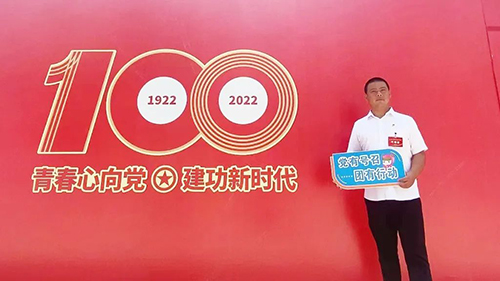 100
1922 2022
青春心向党 建功新时代
党有号召
……团有行动